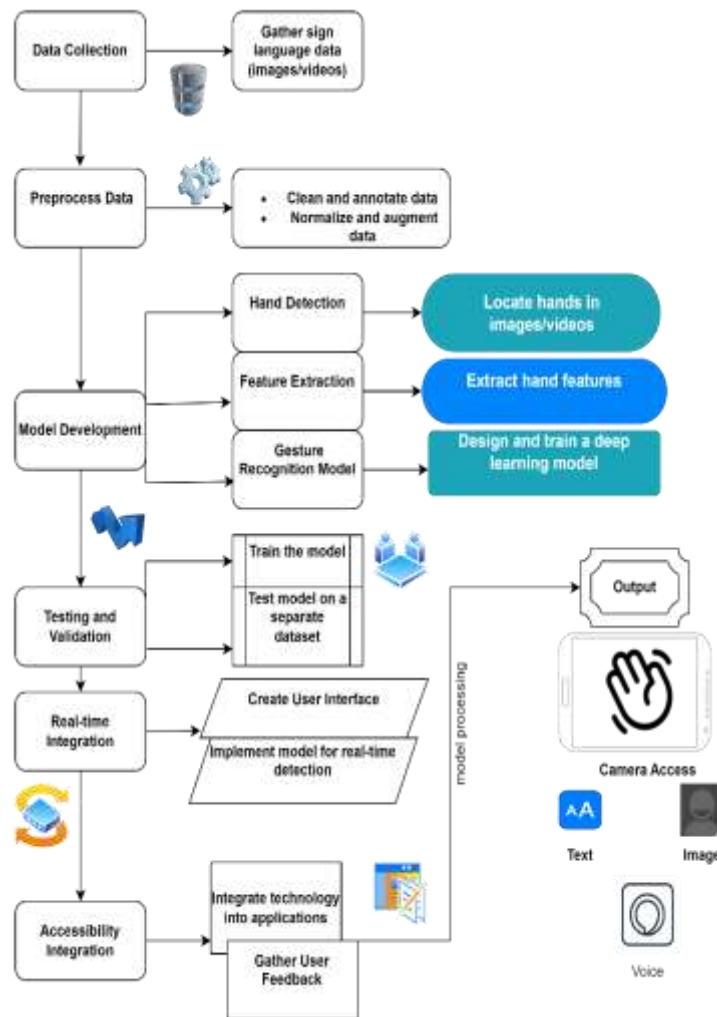 Data Collection
Gather sign
language data
(images/videos)
Preprocess Data
• Clean and annotate data
• Normalize and augment
data
Hand Detection
Locate hands in
images/videos
Feature Extraction
Extract hand features
Model Development
Gesture
Recognition Model
Design and train a deep
learning model
Train the model
Testing and
Validation
Test model on a
separate
dataset
Output
Real-time
Integration
Create User Interface
Implement model for real-time
detection
model processing
Camera Access
AA
Text
Image
Accessibility
Integration
Integrate technology
into applications
Gather User
Feedback
Voice